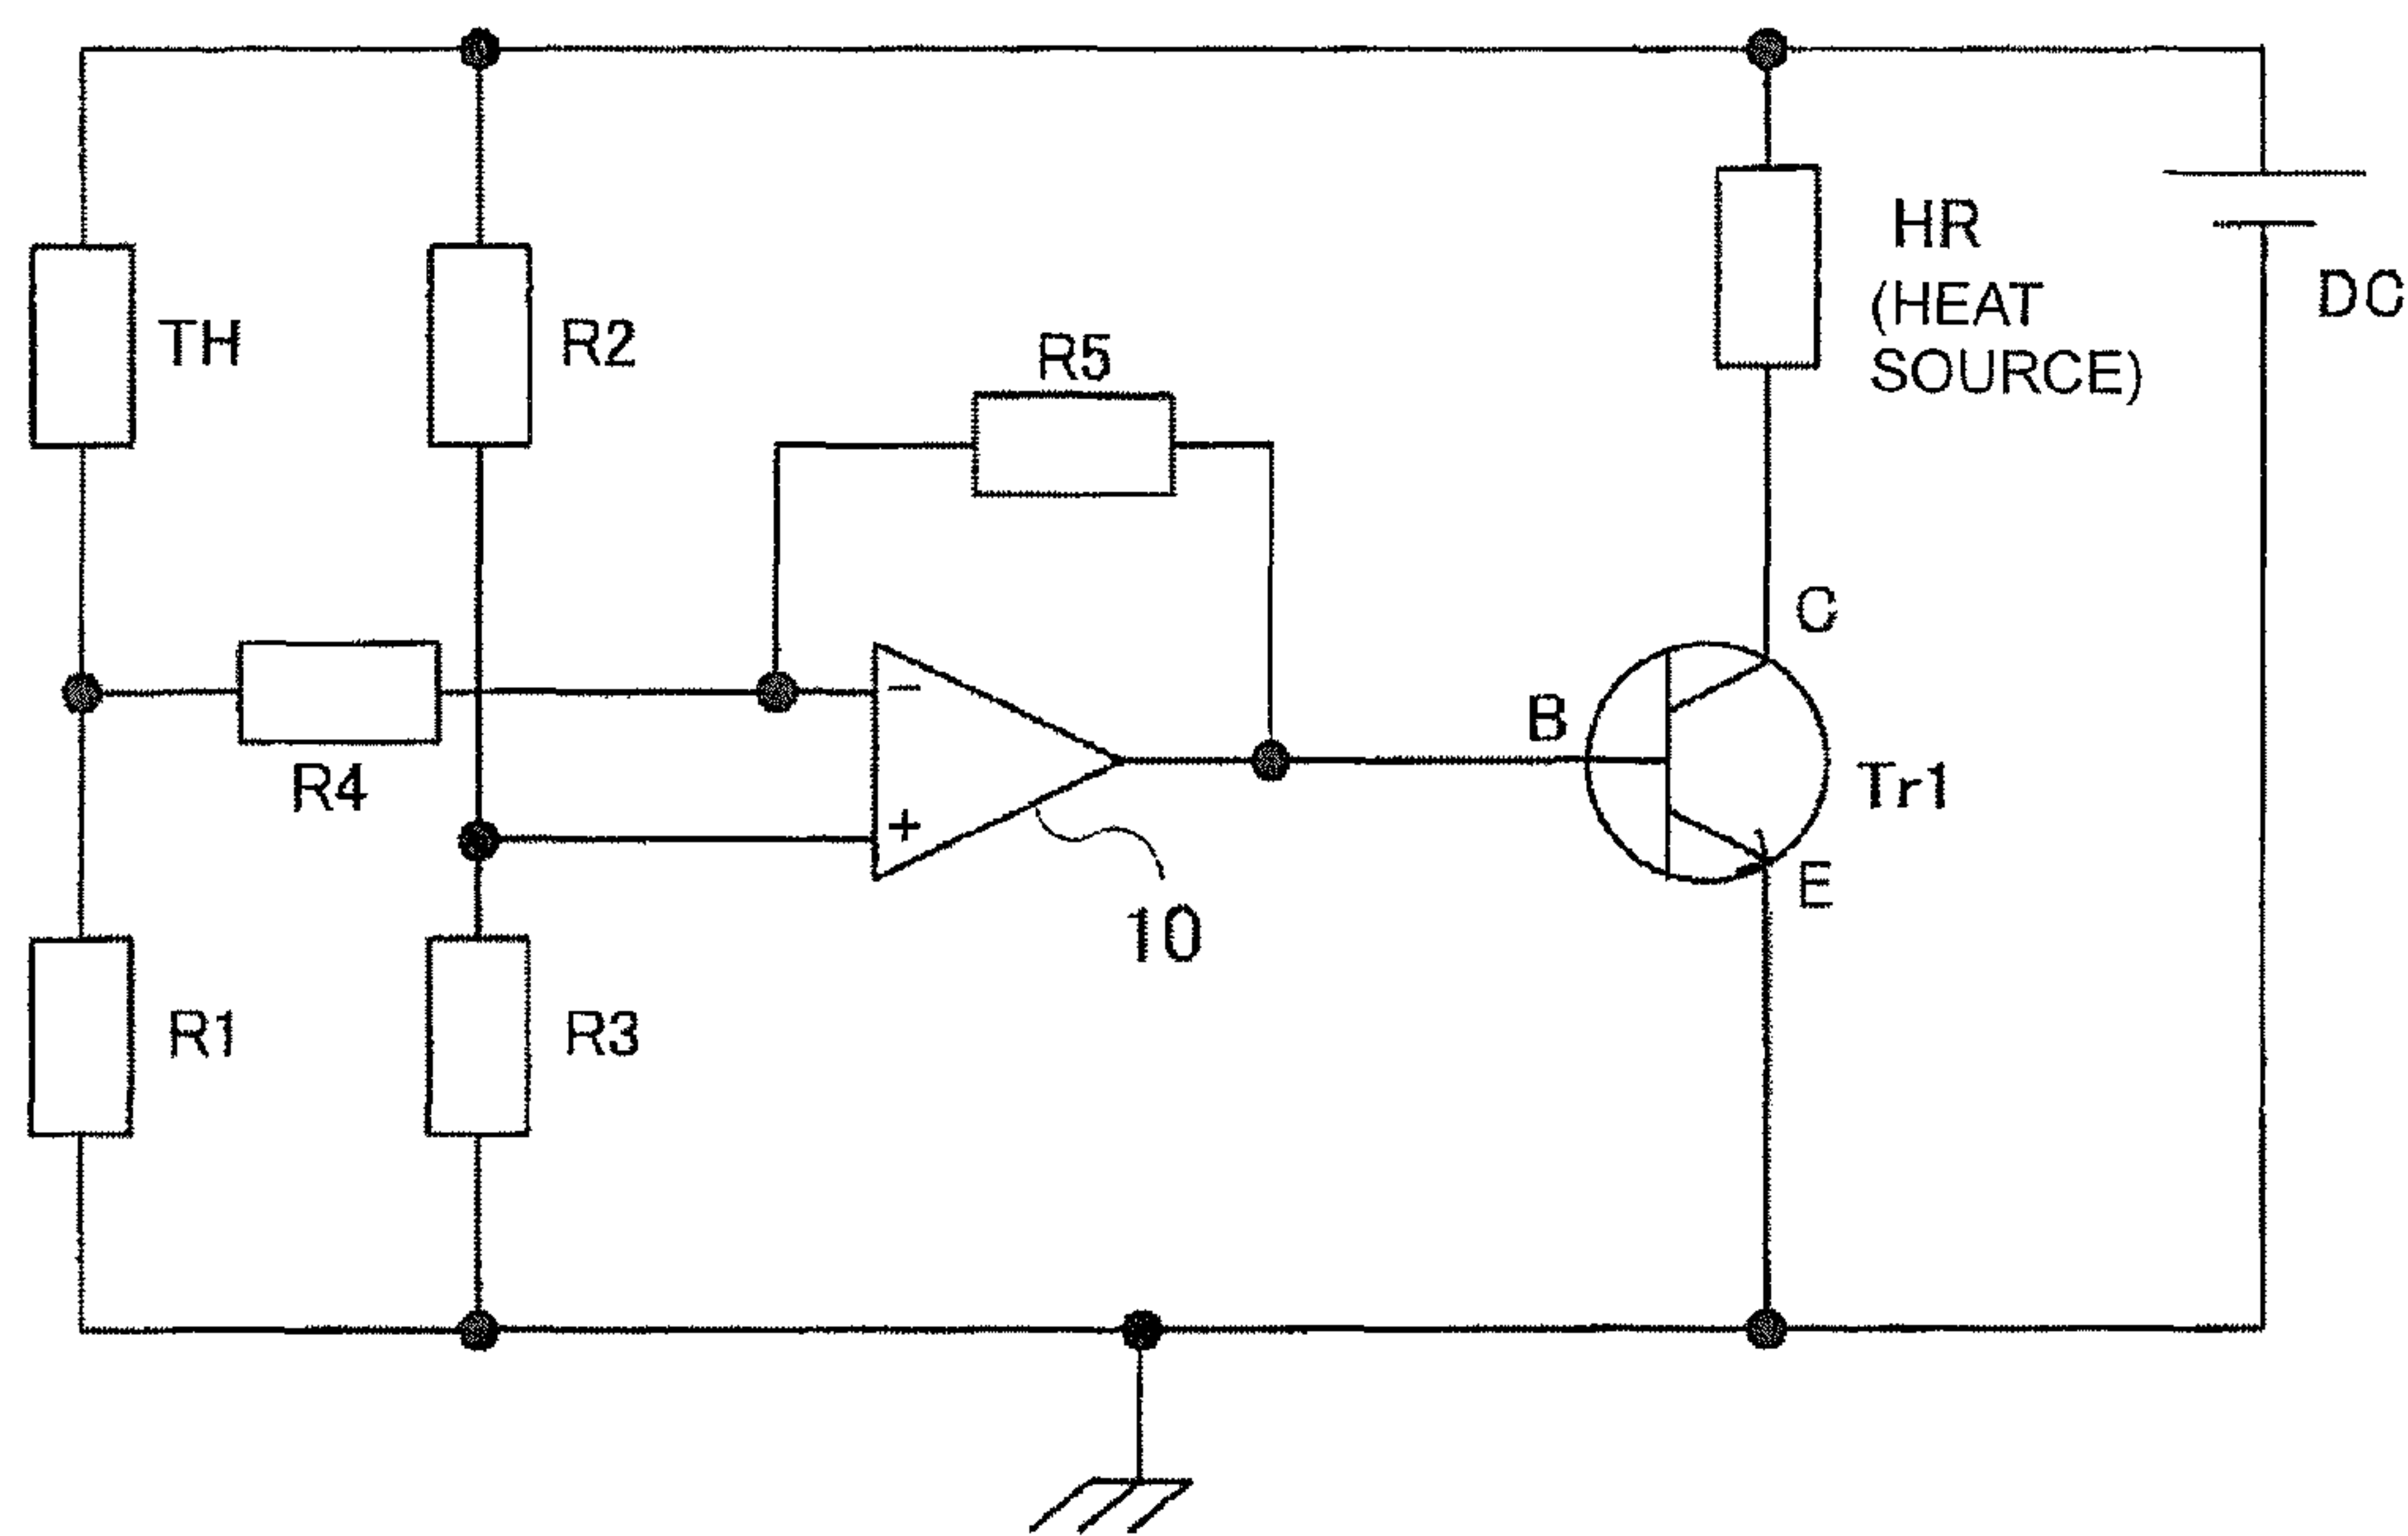 TH
R2
R5
HR
(HEAT
SOURCE)
DC
R4
−
+
10
B
C
Tr1
E
R1
R3